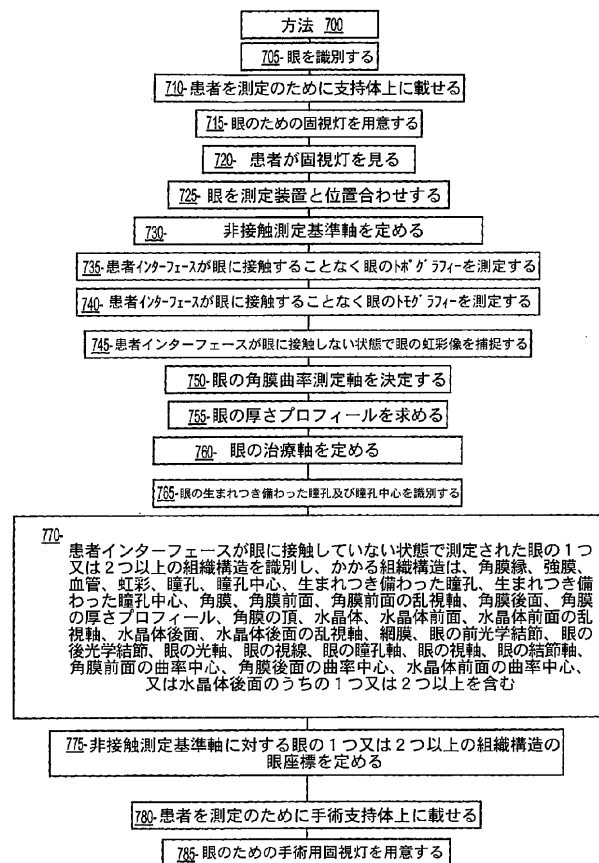 方法 700
705-眼を識別する
710-患者を測定のために支持体上に載せる
715-眼のための固視灯を用意する
720- 患者が固視灯を見る
725-眼を測定装置と位置合わせする
730- 非接触測定基準軸を定める
735-患者ｲﾝﾀｰﾌｪｰｽが眼に接触することなく眼のﾄﾎﾟｸﾞﾗﾌｨｰを測定する
740-患者ｲﾝﾀｰﾌｪｰｽが眼に接触することなく眼のﾄﾓｸﾞﾗﾌｨｰを測定する
745-患者インターフェースが眼に接触しない状態で眼の虹彩像を捕捉する
750-眼の角膜曲率測定軸を決定する
755-眼の厚さプロフィールを求める
760- 眼の治療軸を定める
765-眼の生まれつき備わった瞳孔及び瞳孔中心を識別する
770-
患者インターフェースが眼に接触していない状態で測定された眼の１つ
又は２つ以上の組織構造を識別し、かかる組織構造は、角膜縁、強膜、
血管、虹彩、瞳孔、瞳孔中心、生まれつき備わった瞳孔、生まれつき備
わった瞳孔中心、角膜、角膜前面、角膜前面の乱視軸、角膜後面、角膜
の厚さプロフィール、角膜の頂、水晶体、水晶体前面、水晶体前面の乱
視軸、水晶体後面、水晶体後面の乱視軸、網膜、眼の前光学結節、眼の
後光学結節、眼の光軸、眼の視線、眼の瞳孔軸、眼の視軸、眼の結節軸、
角膜前面の曲率中心、角膜後面の曲率中心、水晶体前面の曲率中心、
又は水晶体後面のうちの１つ又は２つ以上を含む
775-非接触測定基準軸に対する眼の１つ又は２つ以上の組織構造の
眼座標を定める
780-患者を測定のために手術支持体上に載せる
785-眼のための手術用固視灯を用意する